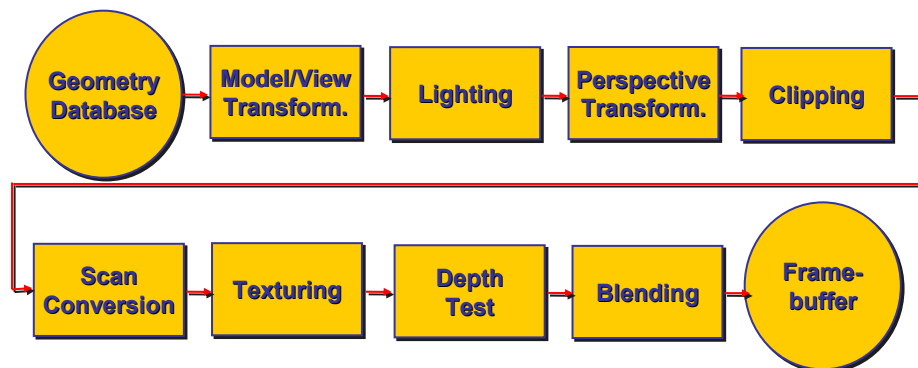 Geometry
Database
Model/View
Transform.
Lighting
Perspective
Transform.
Clipping
Scan
Conversion
Texturing
Depth
Test
Blending
Frame-
buffer